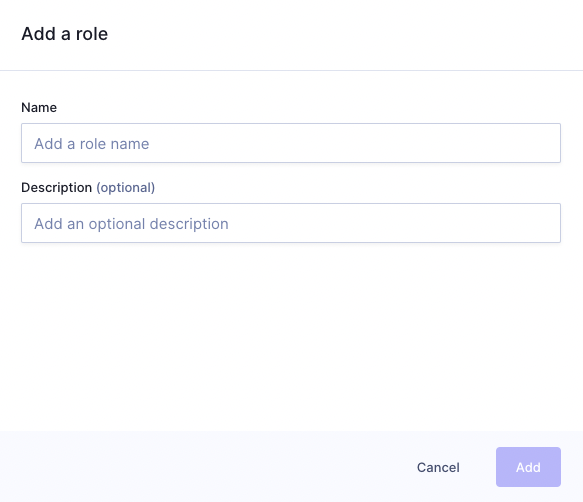 Add a role
Name
Add a role name
Description (optional)
Add an optional description
Cancel
Add